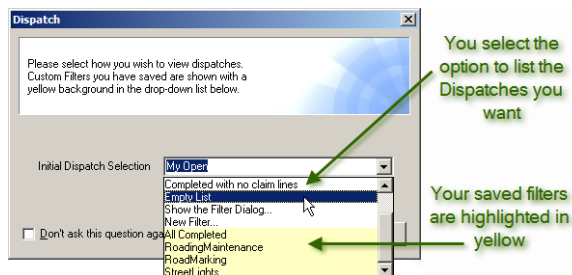 Dispatch
Please select how you wish to view dispatches.
Custom Filters you have saved are shown with a
yellow background in the drop-down list below.
You select the
option to list the
Dispatches you
want
Initial Dispatch Selection
My Open
Completed with no claim lines
Empty List
Show the Filter Dialog...
New Filter...
All Completed
RoadingMaintenance
RoadMarking
StreetLights
Don't ask this question aga
Your saved filters
are highlighted in
yellow